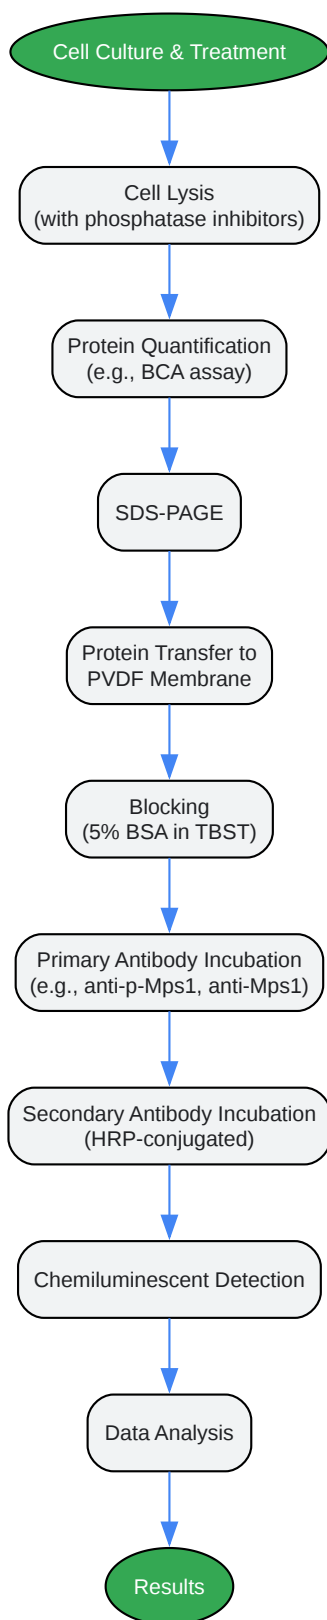 Cell Culture & Treatment
Cell Lysis
(with phosphatase inhibitors)
Protein Quantification
(e.g., BCA assay)
SDS-PAGE
Protein Transfer to
PVDF Membrane
Blocking
(5% BSA in TBST)
Primary Antibody Incubation
(e.g., anti-p-Mps1, anti-Mps1)
Secondary Antibody Incubation
(HRP-conjugated)
Chemiluminescent Detection
Data Analysis
Results